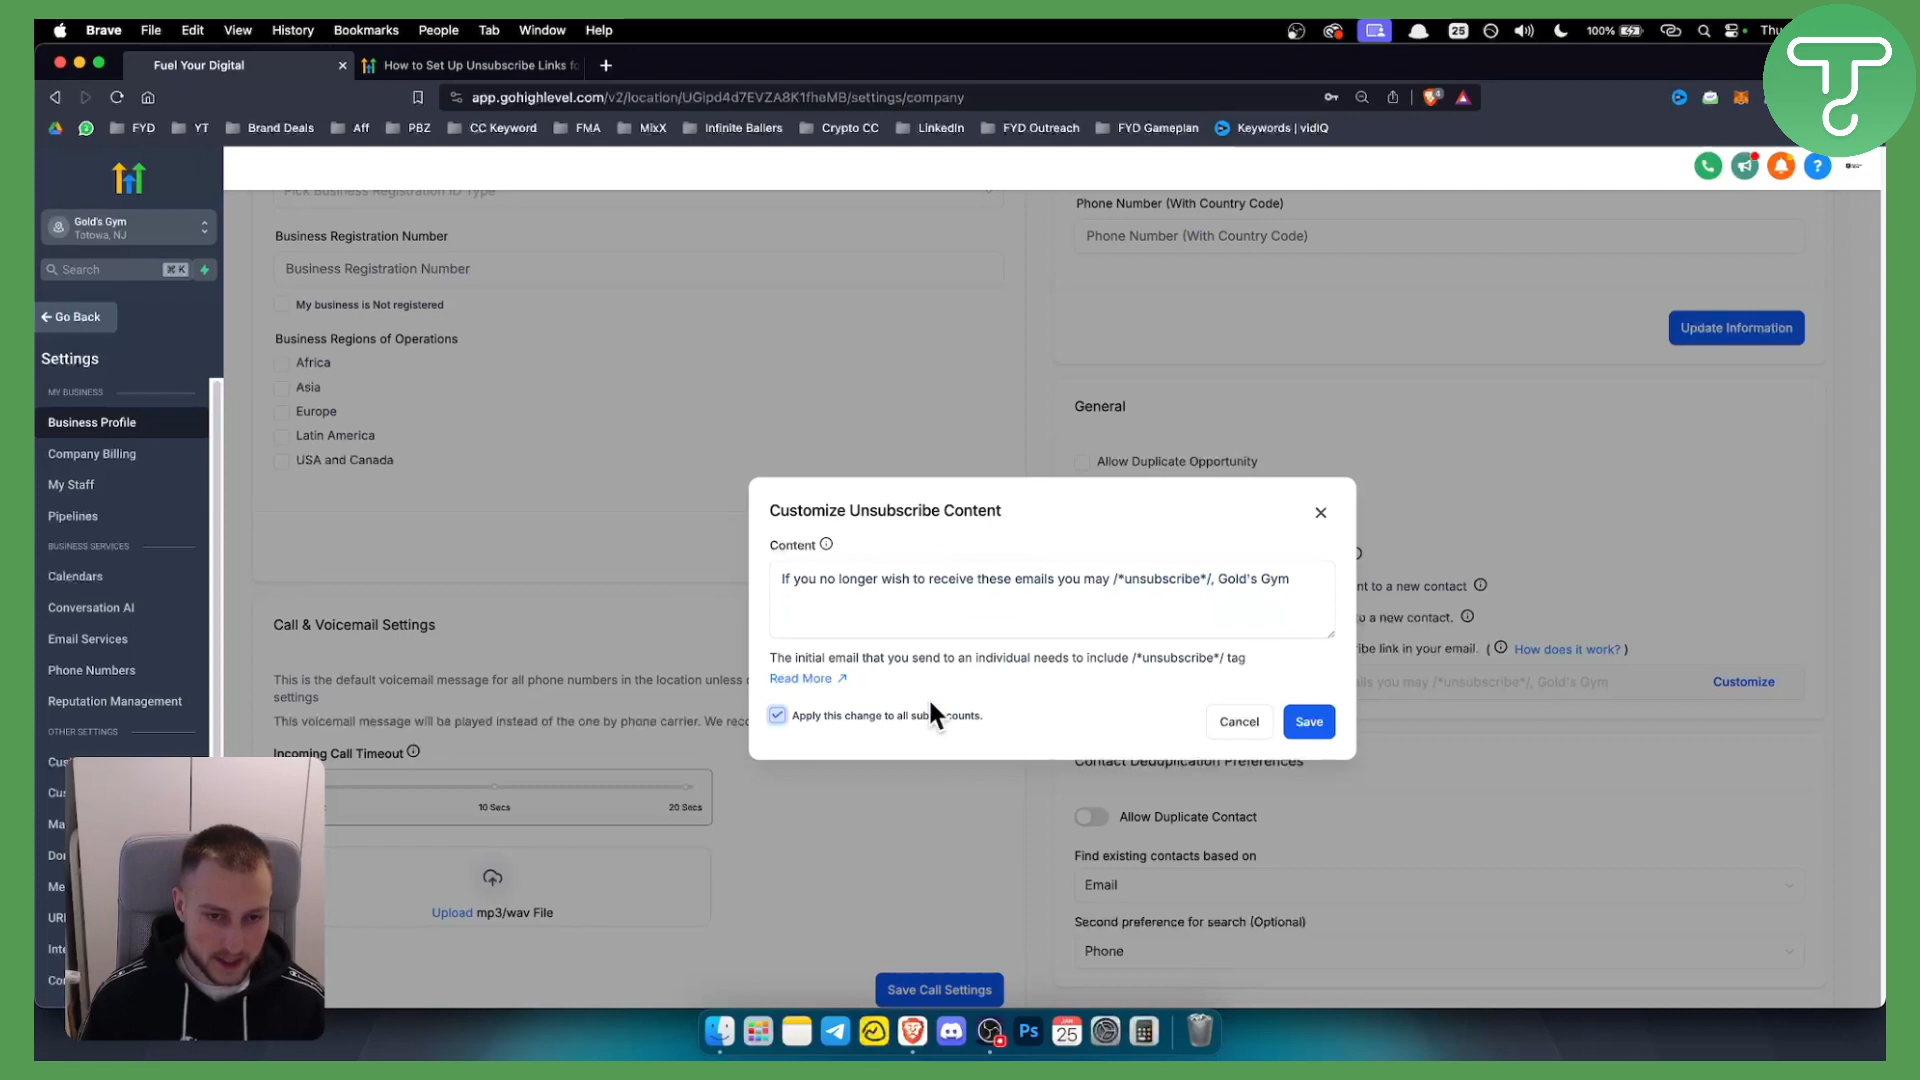 Brave File Edit View History Bookmarks People Tab Window Help
25
100%
Fuel Your Digital
How to Set Up Unsubscribe Links fo
app.gohighlevel.com/v2/location/UGipd4d7EVZA8K1fheMB/settings/company
FYD YT Brand Deals Aff PBZ CC Keyword FMA MixX Infinite Ballers Crypto CC LinkedIn FYD Outreach FYD Gameplan Keywords | vidIQ
Gold's Gym
Totowa, NJ
Search ⌘ K
Go Back
Settings
MY BUSINESS
Business Profile
Company Billing
My Staff
Pipelines
BUSINESS SERVICES
Calendars
Conversation AI
Email Services
Phone Numbers
Reputation Management
OTHER SETTINGS
Pick Business Registration ID Type
Business Registration Number
Business Registration Number
My business is Not registered
Business Regions of Operations
Africa
Asia
Europe
Latin America
USA and Canada
Call & Voicemail Settings
This is the default voicemail message for all phone numbers in the location unless
settings
This voicemail message will be played instead of the one by phone carrier. We
Incoming Call Timeout
10 Secs
20 Secs
Upload mp3/wav File
Save Call Settings
Phone Number (With Country Code)
Phone Number (With Country Code)
Update Information
General
Allow Duplicate Opportunity
nt to a new contact
a new contact.
be link in your email. ( How does it work? )
ils you may /*unsubscribe*/, Gold's Gym
Customize
Contact Deduplication Preferences
Allow Duplicate Contact
Find existing contacts based on
Email
Second preference for search (Optional)
Phone
Customize Unsubscribe Content
Content
If you no longer wish to receive these emails you may /*unsubscribe*/, Gold's Gym
The initial email that you send to an individual needs to include /*unsubscribe*/ tag
Read More
Apply this change to all sub counts.
Cancel
Save
Ps
JAN
25